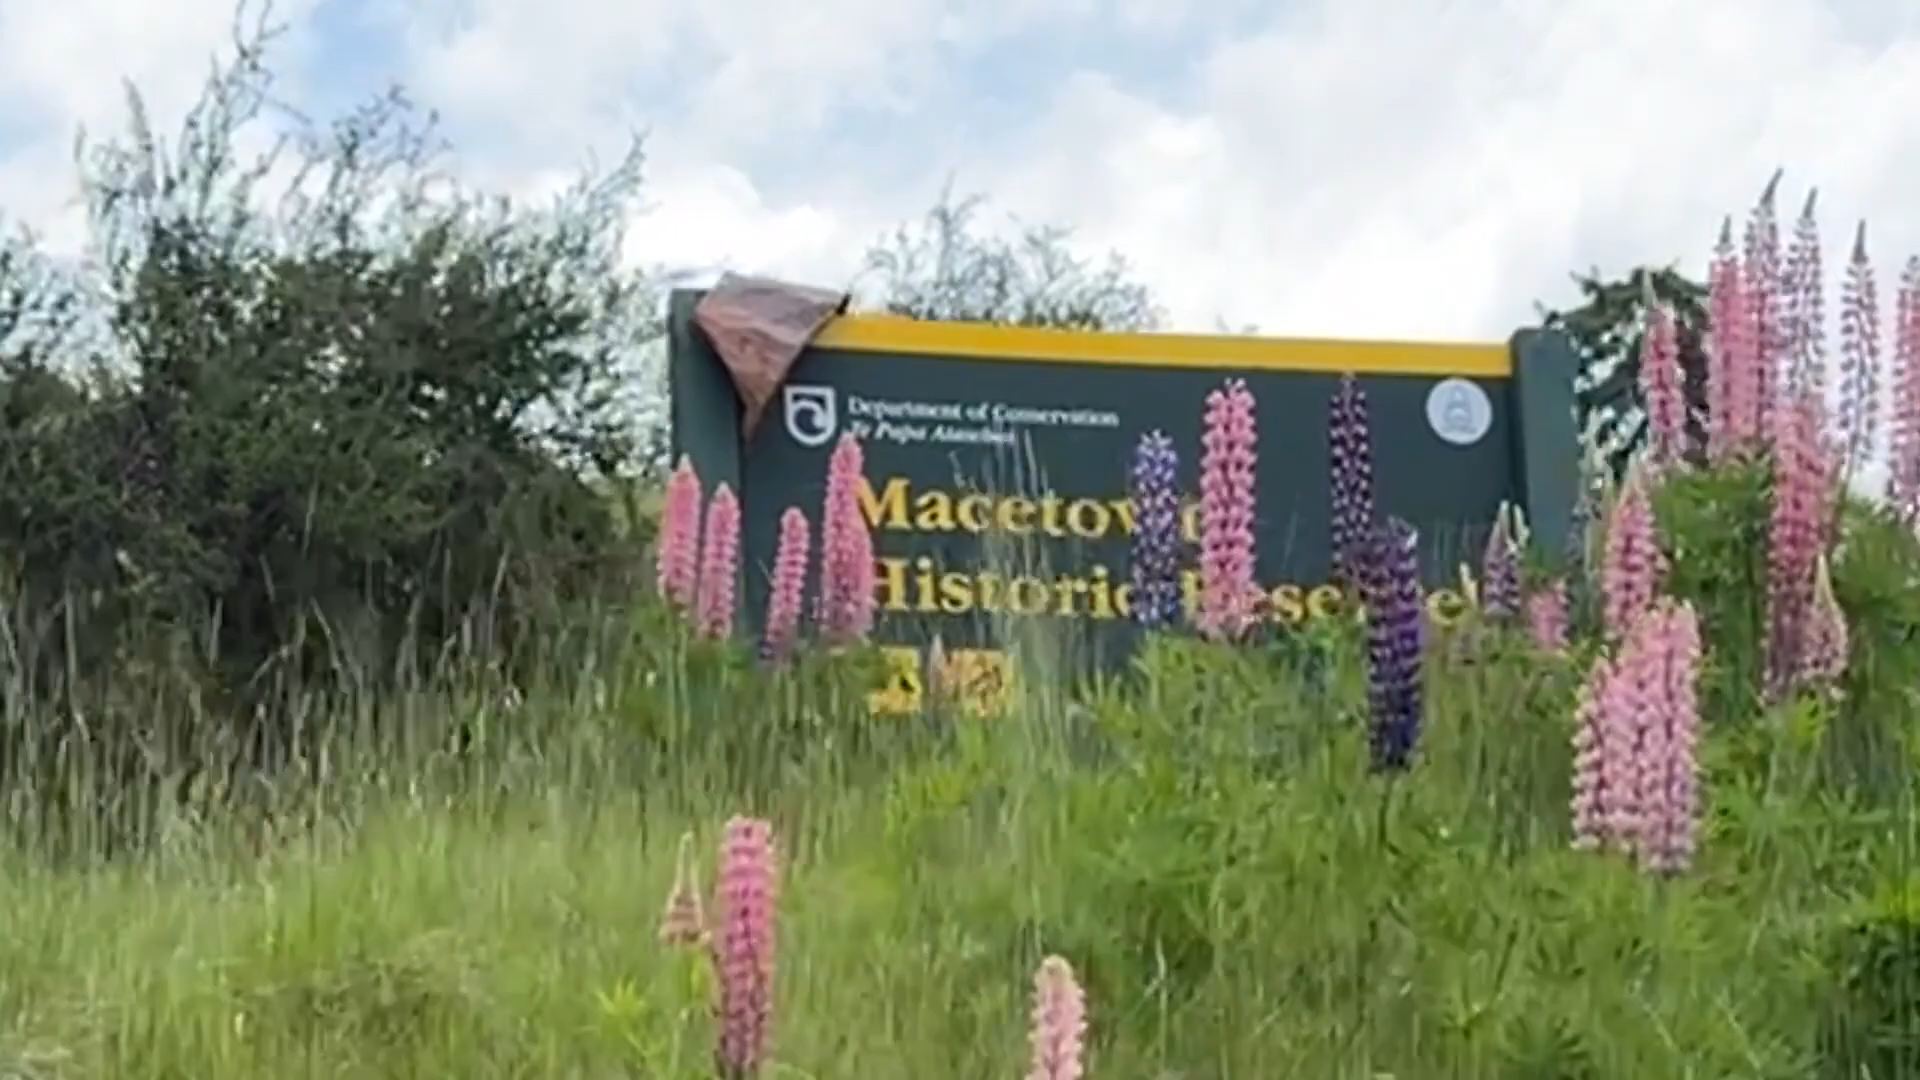 Department of Conservation
Te Papa Atawhai
Macetow
Historic Rese e